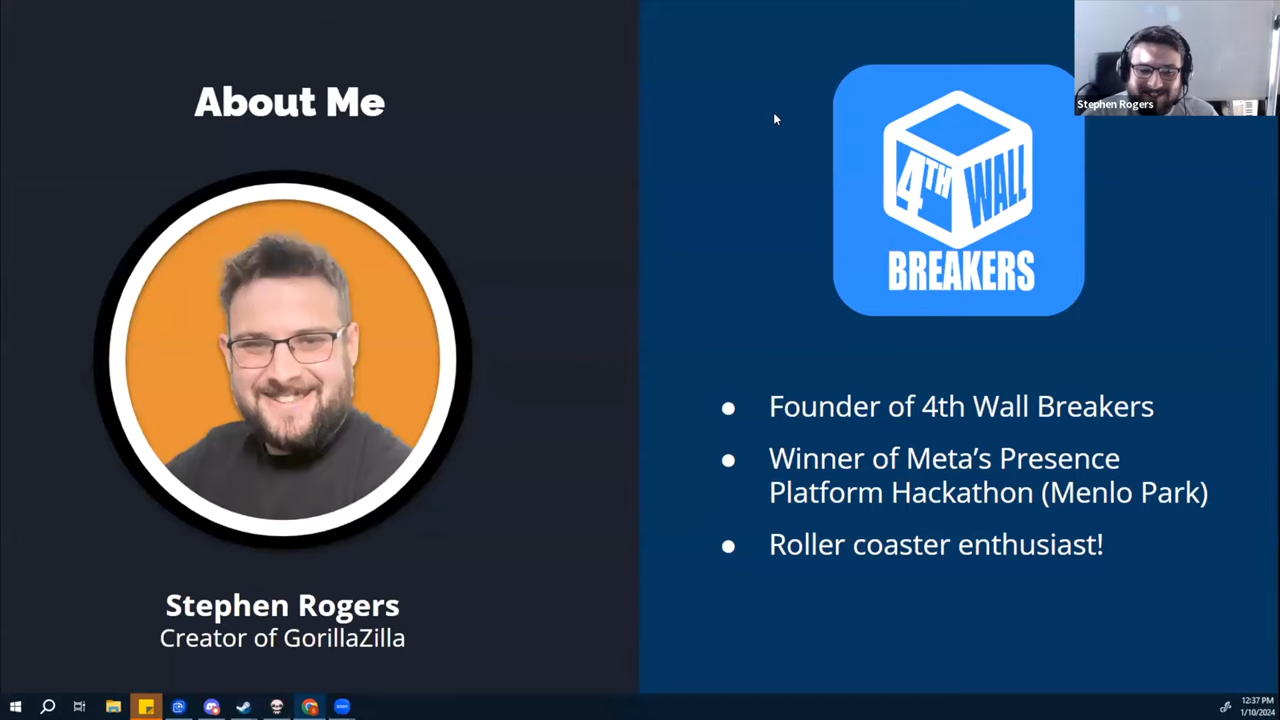 About Me
Stephen Rogers
Creator of GorillaZilla
4TH WALL
BREAKERS
• Founder of 4th Wall Breakers
• Winner of Meta’s Presence
Platform Hackathon (Menlo Park)
• Roller coaster enthusiast!
Stephen Rogers
12:37 PM
1/10/2024